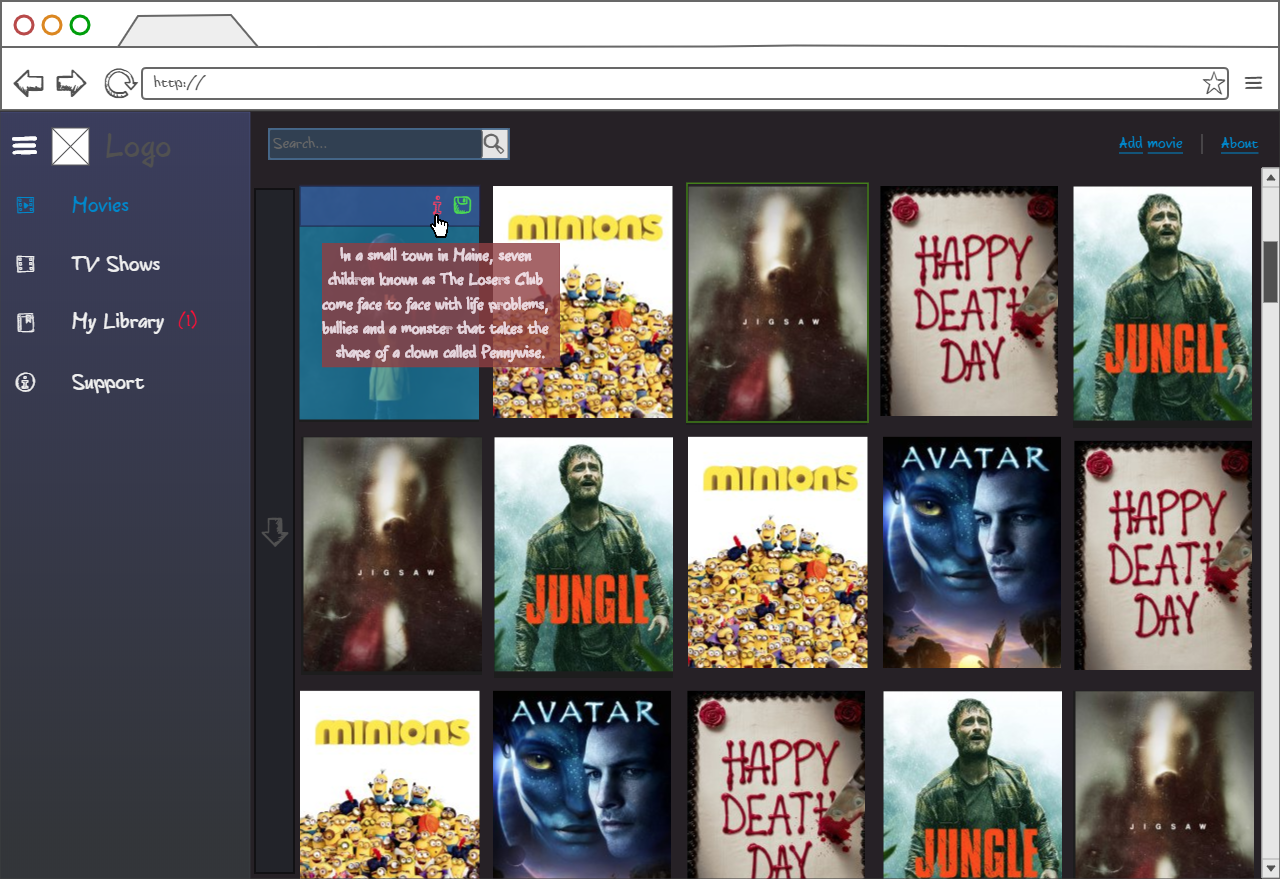 http://
Logo
Search...
Add movie
About
Movies
TV Shows
My Library (1)
Support
i
In a small town in Maine, seven
children known as The Losers Club
come face to face with life problems,
bullies and a monster that takes the
shape of a clown called Pennywise.
minions
JIGSAW
HAPPY
DEATH
DAY
JUNGLE
JIGSAW
JUNGLE
minions
AVATAR
HAPPY
DEATH
DAY
minions
AVATAR
HAPPY
DEATH
DAY
JUNGLE
JIGSAW